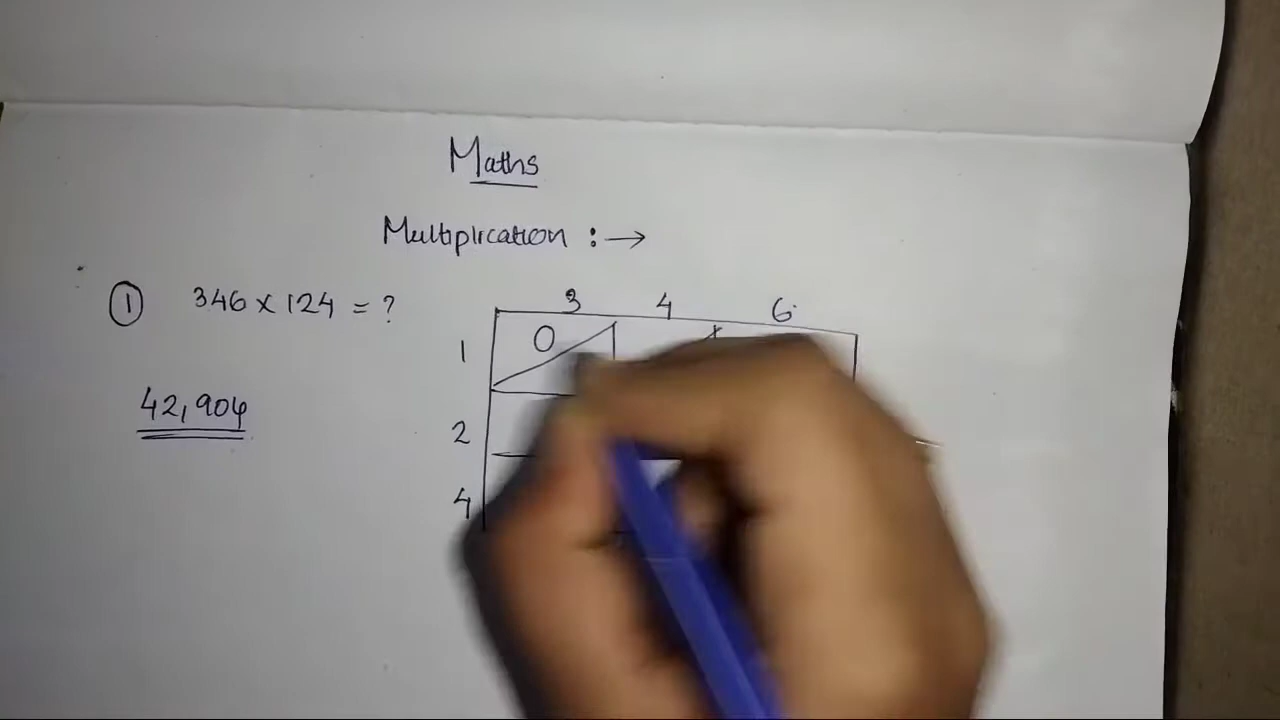 Maths
Multiplication :→
① 346 x 124 = ?
42,904
3 4 6
1 0
2
4